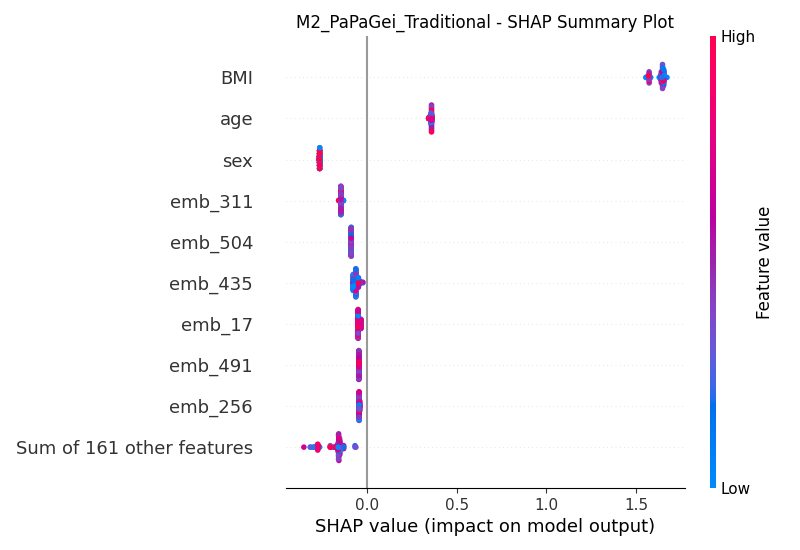 M2_PaPaGei_Traditional - SHAP Summary Plot
High
BMI
age
sex
emb_311
emb_504
emb_435
emb_17
emb_491
emb_256
Sum of 161 other features
Feature value
Low
0.0 0.5 1.0 1.5
SHAP value (impact on model output)